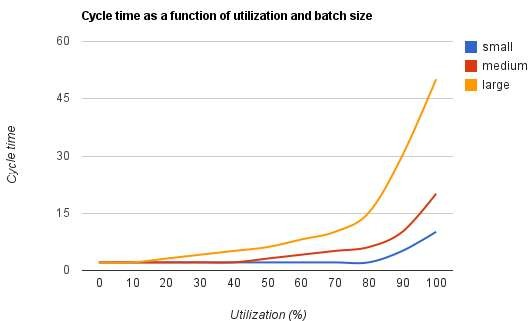 Cycle time as a function of utilization and batch size
60
45
30
15
0
Cycle time
small
medium
large
0 10 20 30 40 50 60 70 80 90 100
Utilization (%)